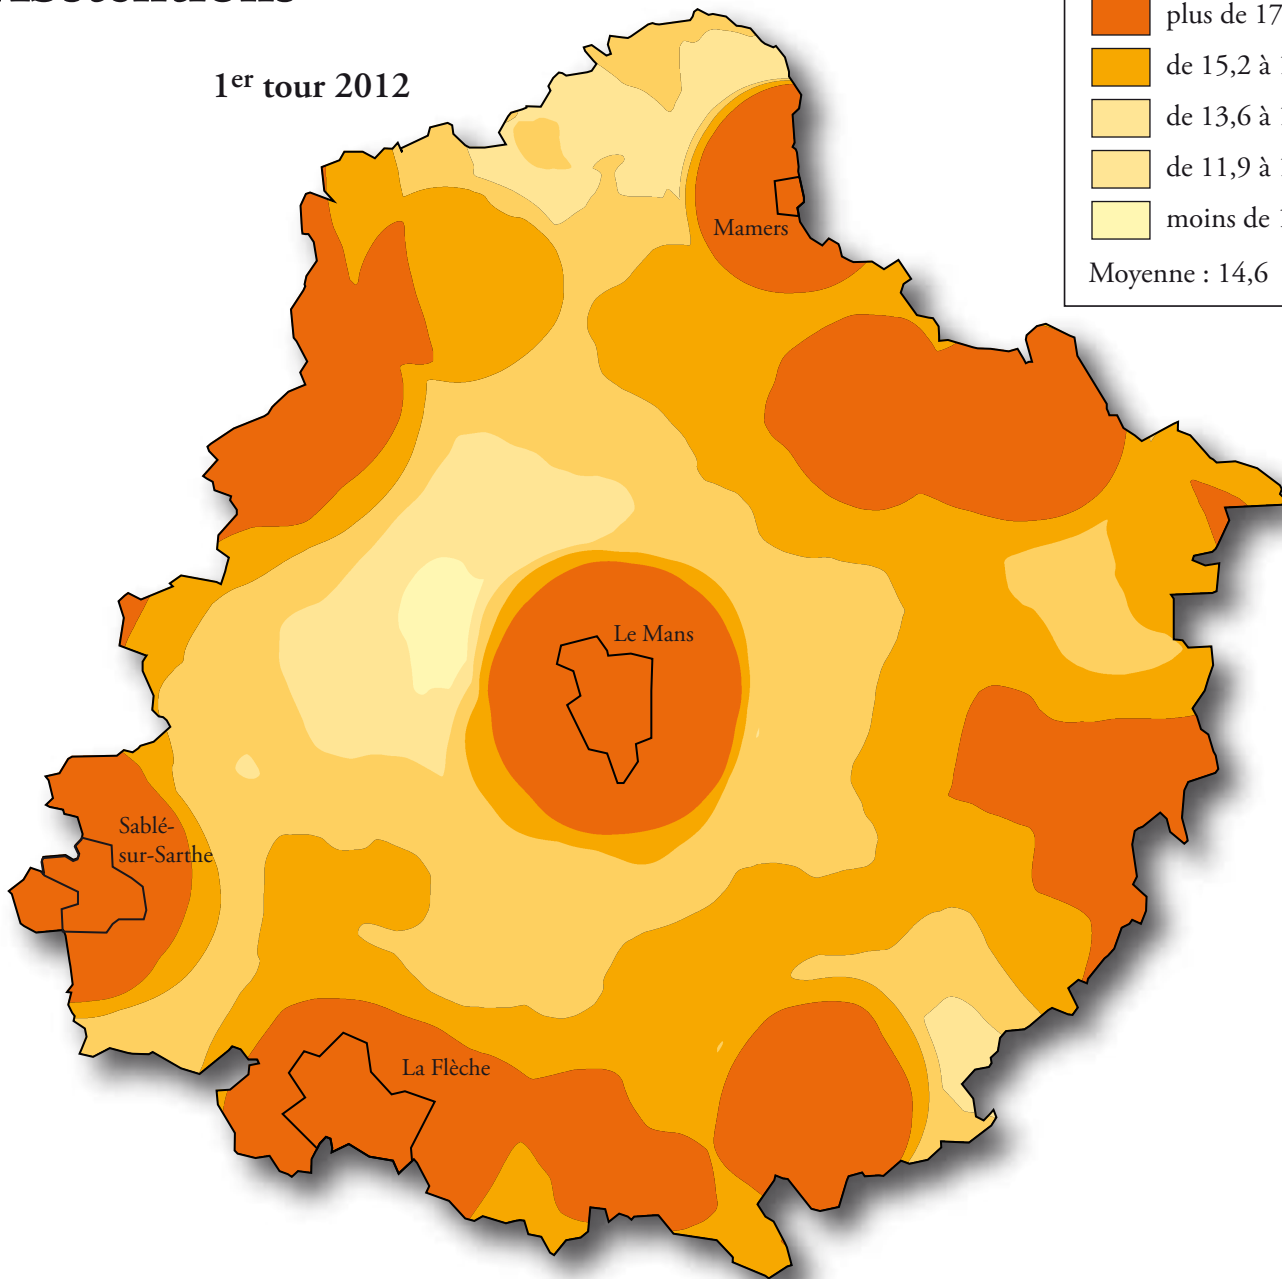 1er tour 2012
plus de 17
de 15,2 à
de 13,6 à
de 11,9 à
moins de
Moyenne : 14,6
Mamers
Le Mans
Sablé-
sur-Sarthe
La Flèche